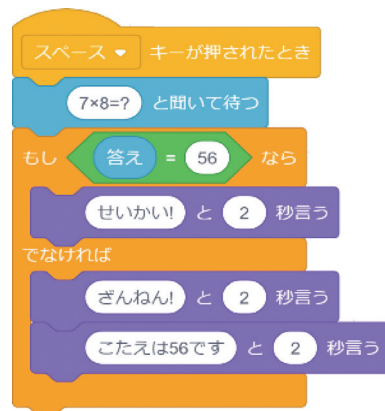 スペース キーが押されたとき
7×8=? と聞いて待つ
もし 答え = 56 なら
せいかい! と 2 秒言う
でなければ
ざんねん! と 2 秒言う
こたえは56です と 2 秒言う